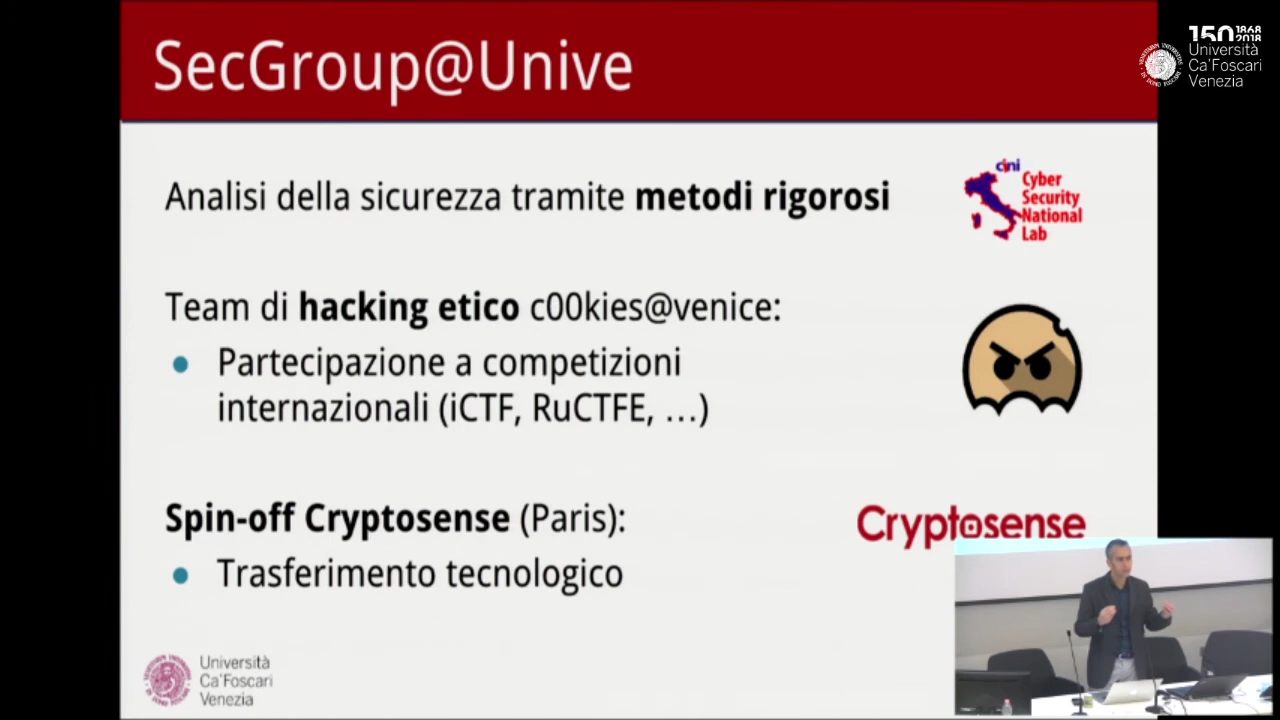 SecGroup@Unive
150 1868
2018
Università
Ca'Foscari
Venezia
Analisi della sicurezza tramite metodi rigorosi
cini
Cyber
Security
National
Lab
Team di hacking etico c00kies@venice:
● Partecipazione a competizioni
internazionali (iCTF, RuCTFE, ...)
Spin-off Cryptosense (Paris):
Cryptosense
● Trasferimento tecnologico
Università
Ca'Foscari
Venezia